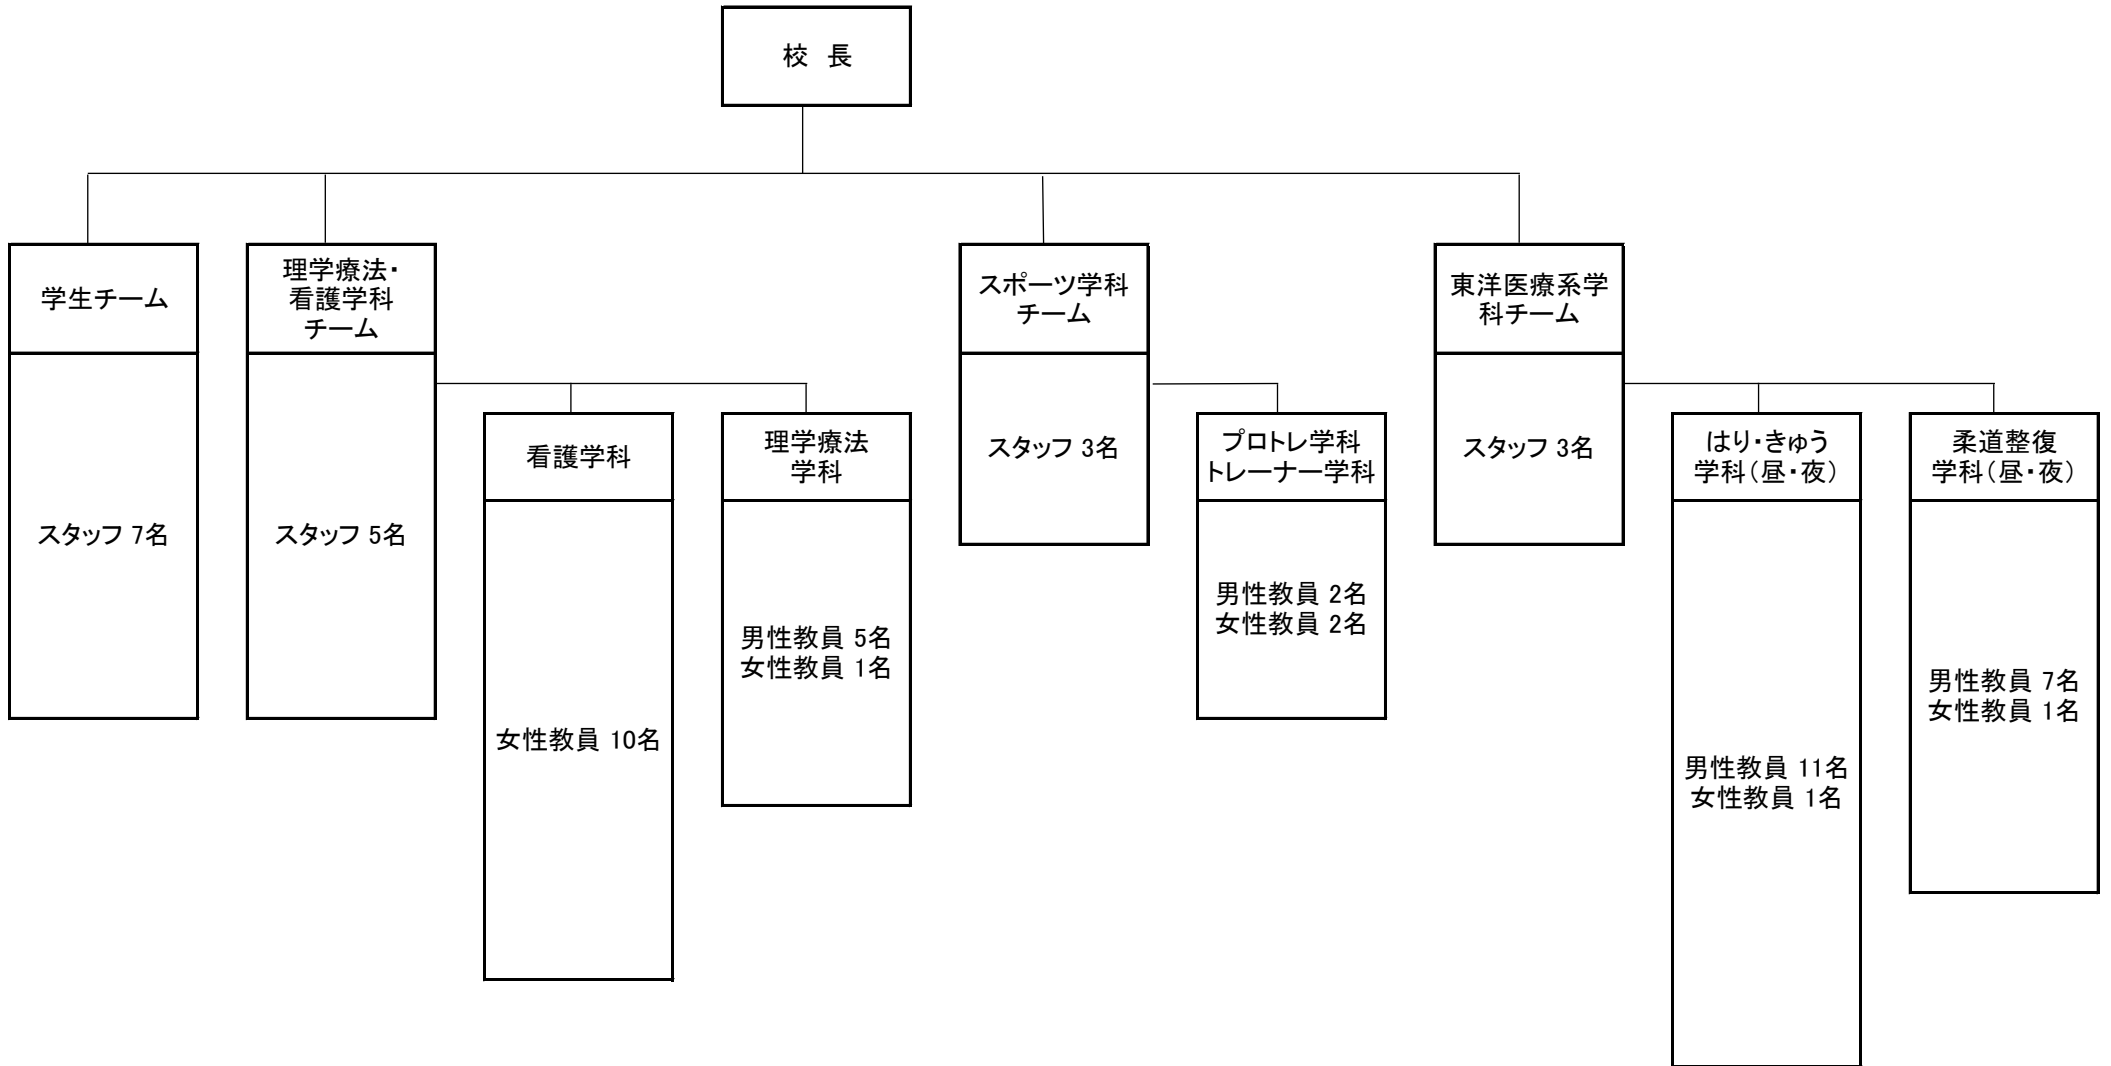 校 長
学生チーム
スタッフ 7名
理学療法・
看護学科
チーム
スタッフ 5名
看護学科
女性教員 10名
理学療法
学科
男性教員 5名
女性教員 1名
スポーツ学科
チーム
スタッフ 3名
プロトレ学科
トレーナー学科
男性教員 2名
女性教員 2名
東洋医療系学
科チーム
スタッフ 3名
はり・きゅう
学科（昼・夜）
男性教員 11名
女性教員 1名
柔道整復
学科（昼・夜）
男性教員 7名
女性教員 1名